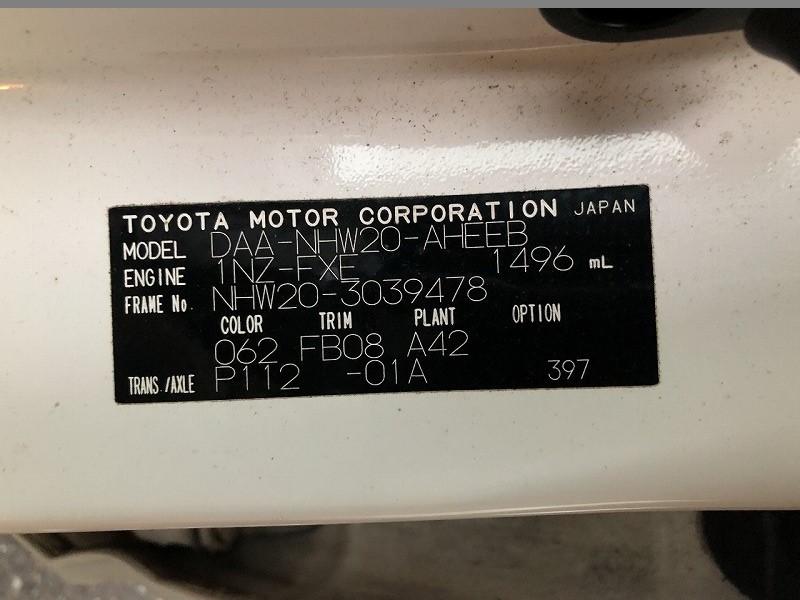 TOYOTA MOTOR CORPORATION JAPAN
MODEL DAA-NHW20-AHEEB
ENGINE 1NZ-FXE 1496 mL
FRAME No. NHW20-3039478
COLOR TRIM PLANT OPTION
062 FB08 A42
TRANS./AXLE P112 -01A 397